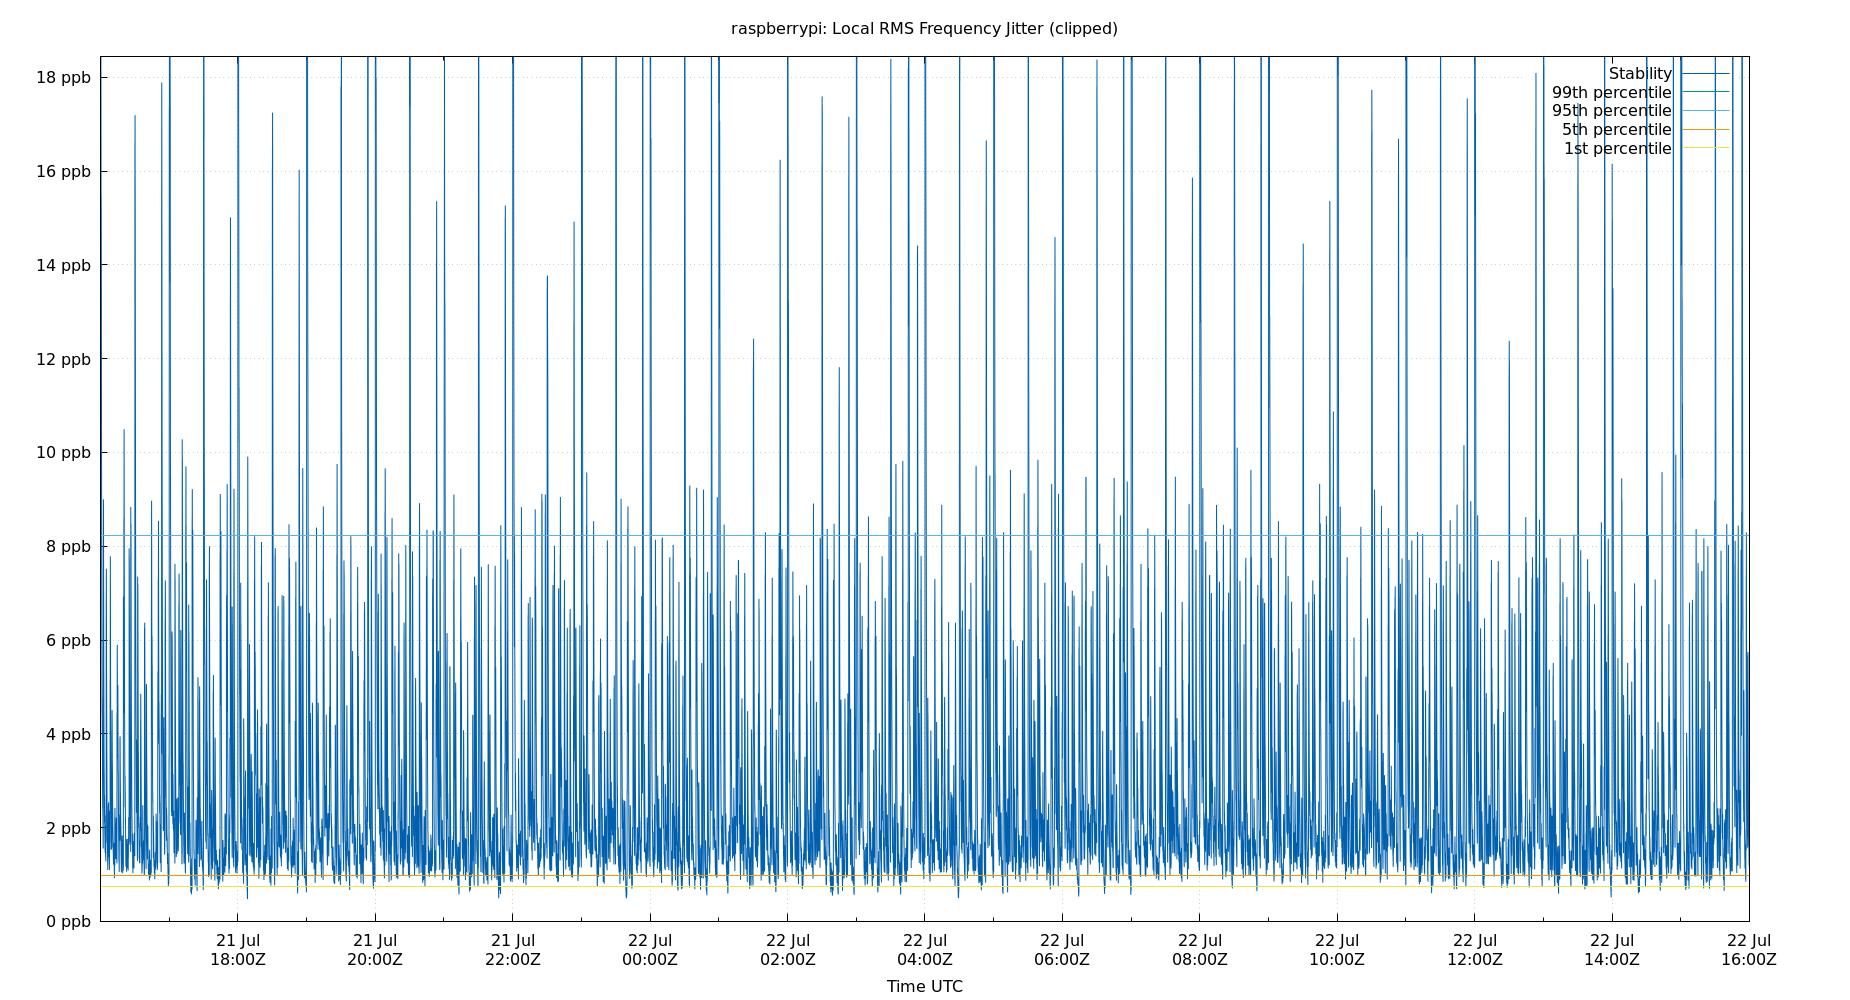 raspberrypi: Local RMS Frequency Jitter (clipped)
18 ppb
16 ppb
14 ppb
12 ppb
10 ppb
8 ppb
6 ppb
4 ppb
2 ppb
0 ppb
Stability
99th percentile
95th percentile
5th percentile
1st percentile
21 Jul
18:00Z
21 Jul
20:00Z
21 Jul
22:00Z
22 Jul
00:00Z
22 Jul
02:00Z
22 Jul
04:00Z
22 Jul
06:00Z
22 Jul
08:00Z
22 Jul
10:00Z
22 Jul
12:00Z
22 Jul
14:00Z
22 Jul
16:00Z
Time UTC